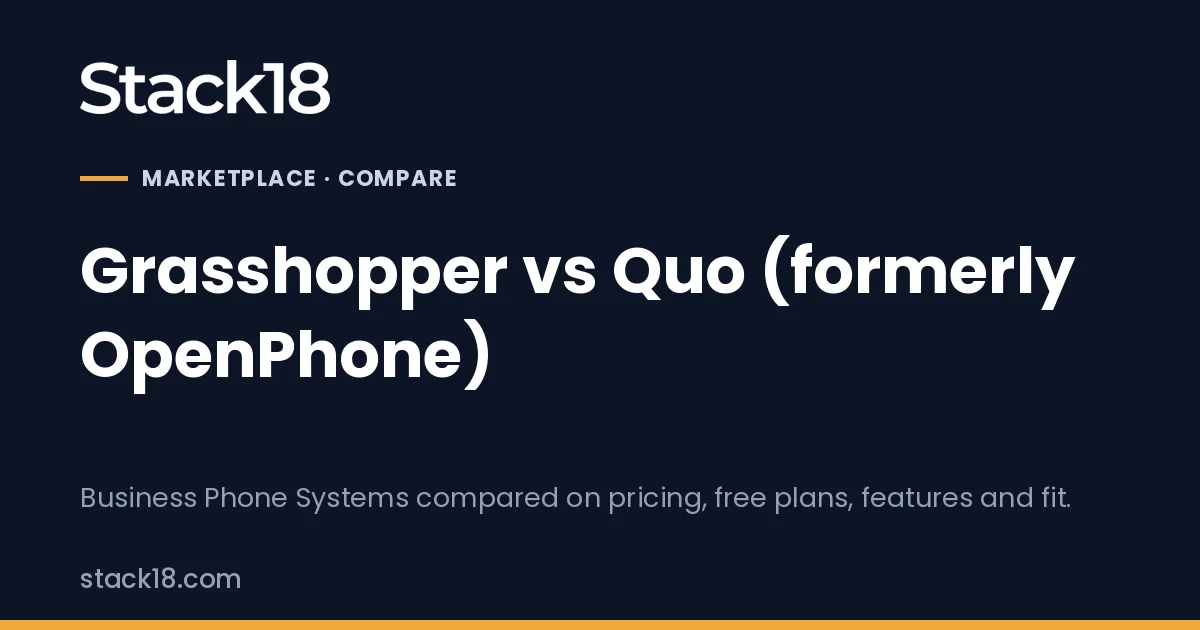 Stack18
MARKETPLACE · COMPARE
Grasshopper vs Quo (formerly
OpenPhone)
Business Phone Systems compared on pricing, free plans, features and fit.
stack18.com